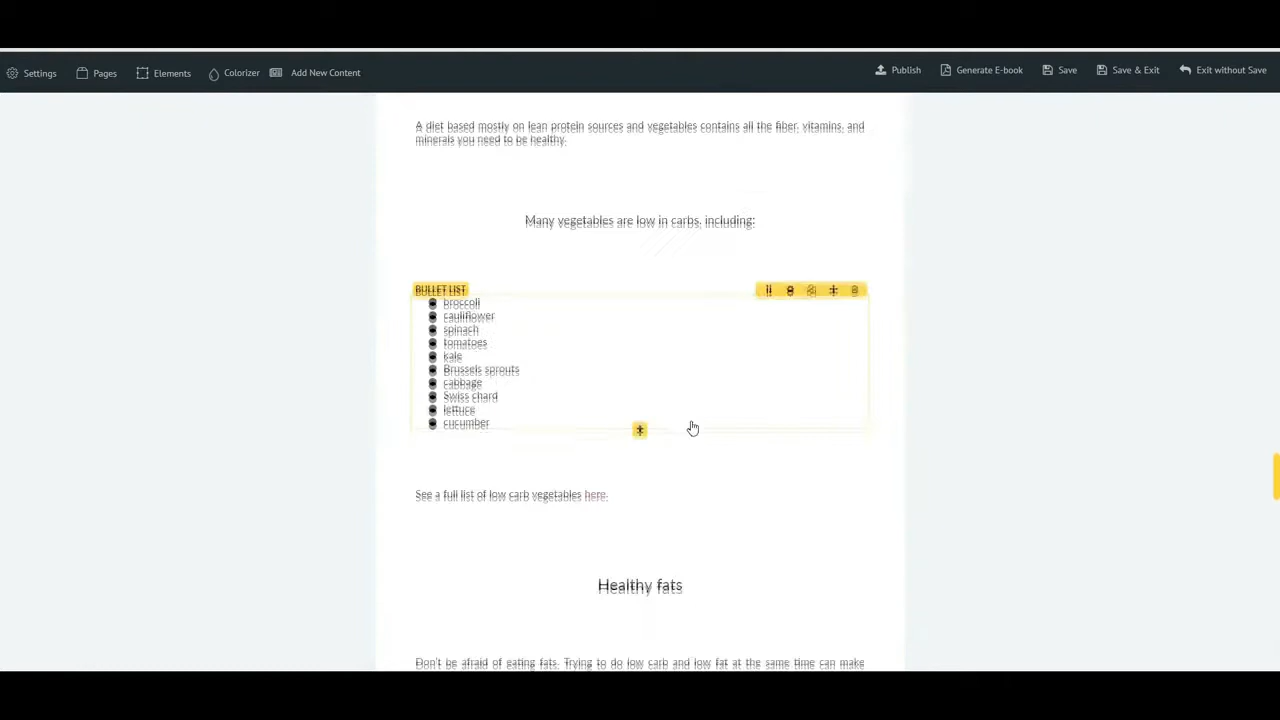 Settings Pages Elements Colorizer Add New Content Publish Generate E-book Save Save & Exit Exit without Save
A diet based mostly on lean protein sources and vegetables contains all the fiber, vitamins, and
minerals you need to be healthy.
Many vegetables are low in carbs, including:
BULLET LIST
broccoli
cauliflower
spinach
tomatoes
kale
Brussels sprouts
cabbage
Swiss chard
lettuce
cucumber
See a full list of low carb vegetables here.
Healthy fats
Don't be afraid of eating fats. Trying to do low carb and low fat at the same time can make